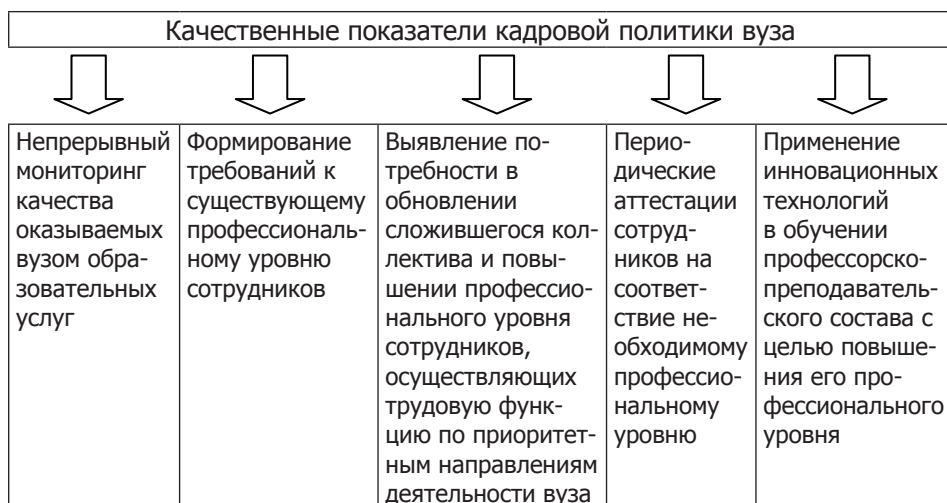 Качественные показатели кадровой политики вуза
Непрерывный
мониторинг
качества
оказываемых
вузом обра-
зовательных
услуг
Формирование
требований к
существующему
профессиональ-
ному уровню
сотрудников
Выявление по-
требности в
обновлении
сложившегося кол-
лектива и повы-
шении профессио-
нального уровня
сотрудников,
осуществляющих
трудовую функ-
цию по приоритет-
ным направлениям
деятельности вуза
Перио-
дические
аттестации
сотруд-
ников на
соответ-
ствие не-
обходимому
профессио-
нальному
уровню
Применение
инновационных
технологий
в обучении
профессорско-
преподаватель-
ского состава с
целью повыше-
ния его про-
фессионального
уровня